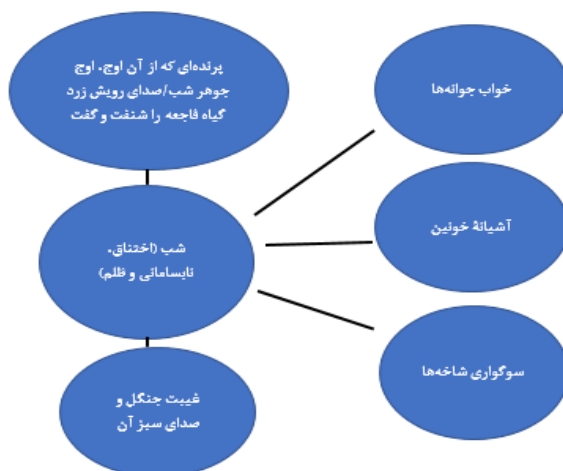 پرنده‌ای که از آن اوج. اوج
جوهر شب/صدای رویش زرد
گیاه فاجعه را شنفت و گفت
خواب جوانه‌ها
آشیانهٔ خونین
شب (اختناق.
نابسامانی و ظلم)
سوگواری شاخه‌ها
غیبت جنگل و
صدای سبز آن